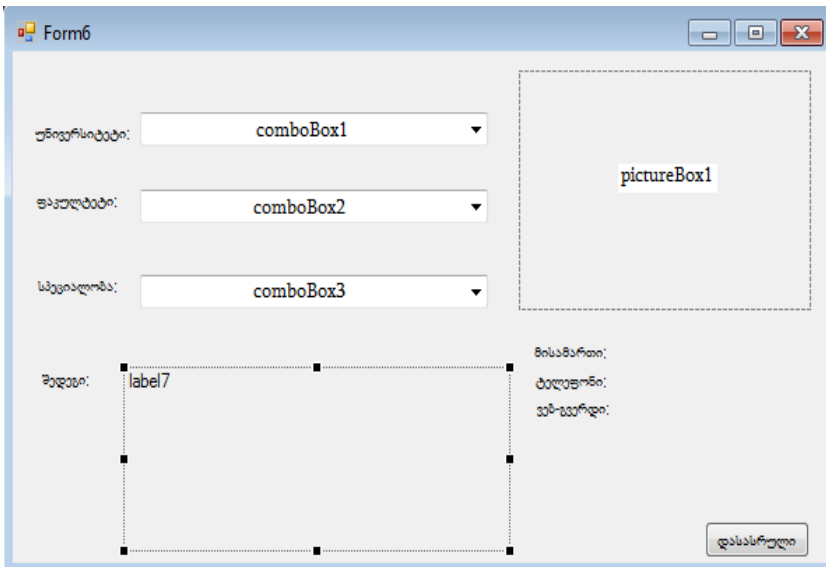 Form6
უნივერსიტეტი:
comboBox1
pictureBox1
ფაკულტეტი:
comboBox2
სპეციალობა:
comboBox3
შედეგი:
label7
მისამართი:
ტელეფონი:
ვებ-გვერდი:
დასასრული